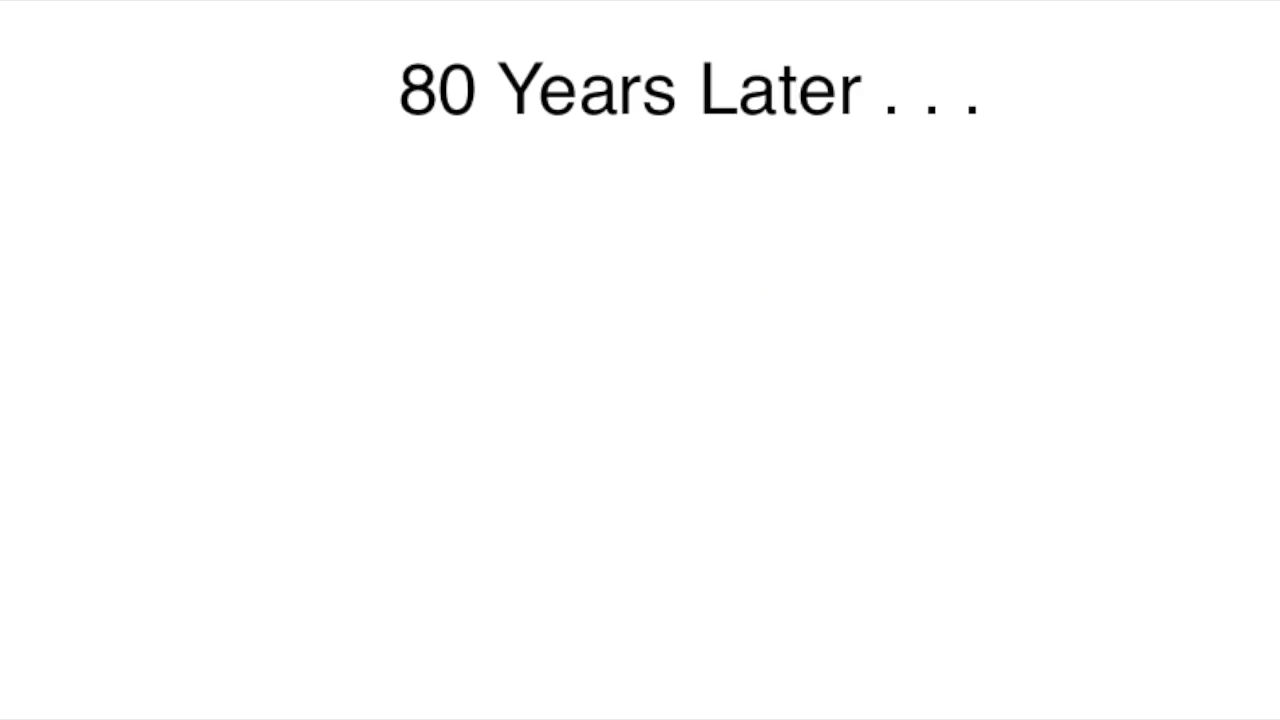 80 Years Later . . .